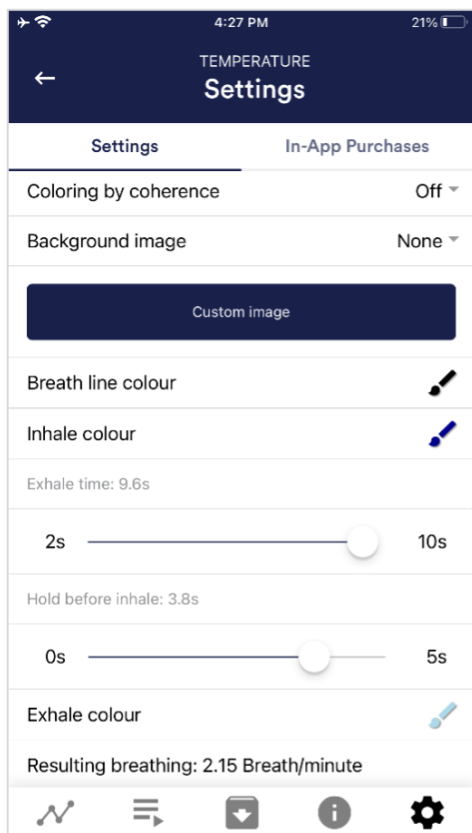 4:27 PM 21%
TEMPERATURE
Settings
Settings In-App Purchases
Coloring by coherence Off
Background image None
Custom image
Breath line colour
Inhale colour
Exhale time: 9.6s
2s 10s
Hold before inhale: 3.8s
0s 5s
Exhale colour
Resulting breathing: 2.15 Breath/minute